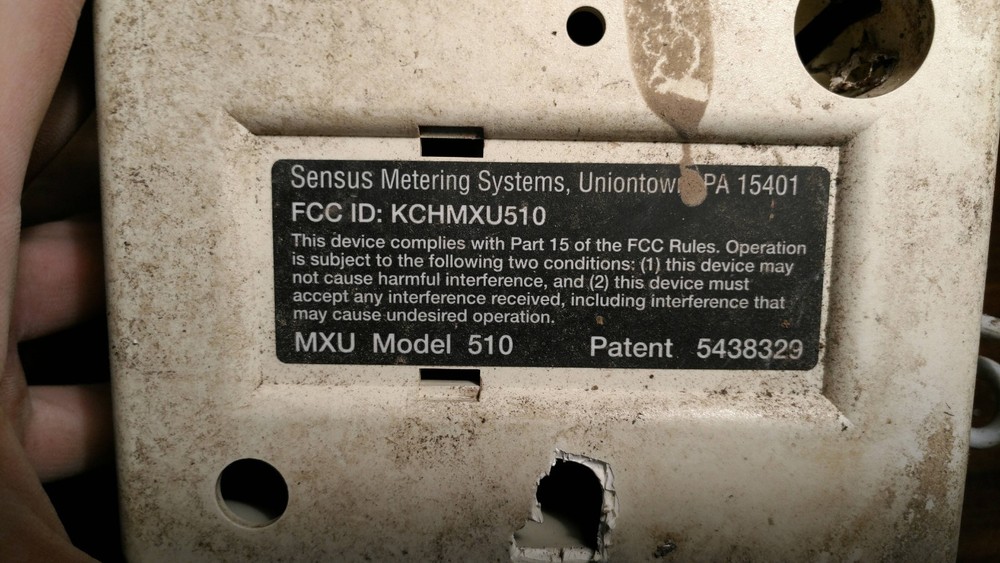 Sensus Metering Systems, Uniontown, PA 15401
FCC ID: KCHMXU510
This device complies with Part 15 of the FCC Rules. Operation
is subject to the following two conditions: (1) this device may
not cause harmful interference, and (2) this device must
accept any interference received, including interference that
may cause undesired operation.
MXU Model 510 Patent 5438329